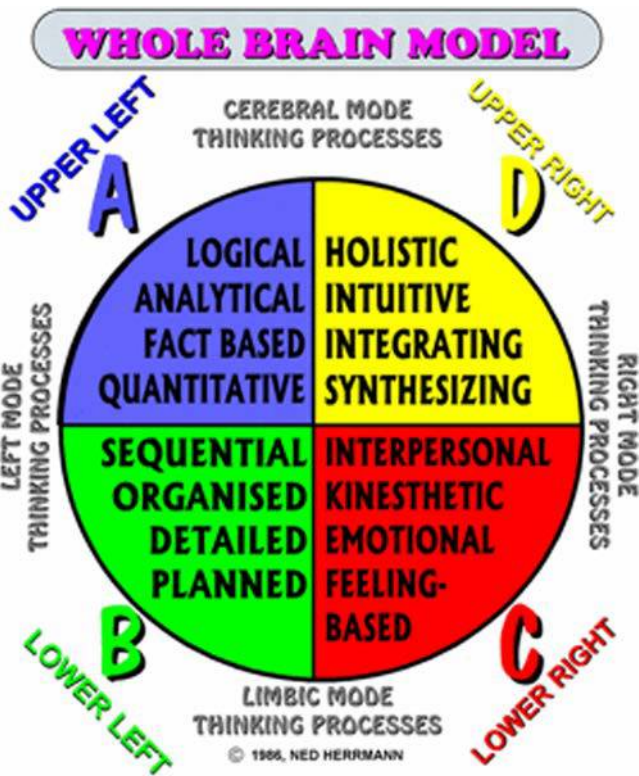 WHOLE BRAIN MODEL
CEREBRAL MODE
THINKING PROCESSES
UPPER LEFT
A
UPPER RIGHT
D
LOGICAL
ANALYTICAL
FACT BASED
QUANTITATIVE
HOLISTIC
INTUITIVE
INTEGRATING
SYNTHESIZING
LEFT MODE
THINKING PROCESSES
RIGHT MODE
THINKING PROCESSES
SEQUENTIAL
ORGANISED
DETAILED
PLANNED
INTERPERSONAL
KINESTHETIC
EMOTIONAL
FEELING-
BASED
B
LOWER LEFT
C
LOWER RIGHT
LIMBIC MODE
THINKING PROCESSES
© 1986, NED HERRMANN